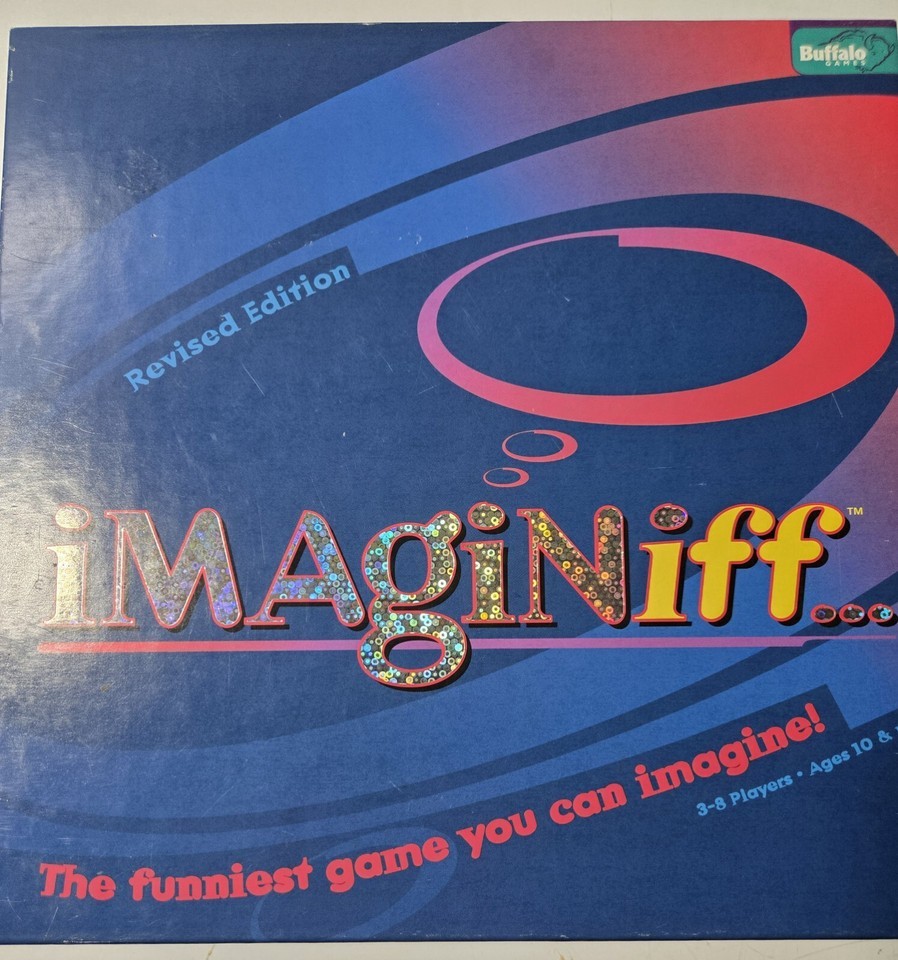 Buffalo
GAMES
Revised Edition
iMAgiNiff...™
The funniest game you can imagine!
3-8 Players • Ages 10 &